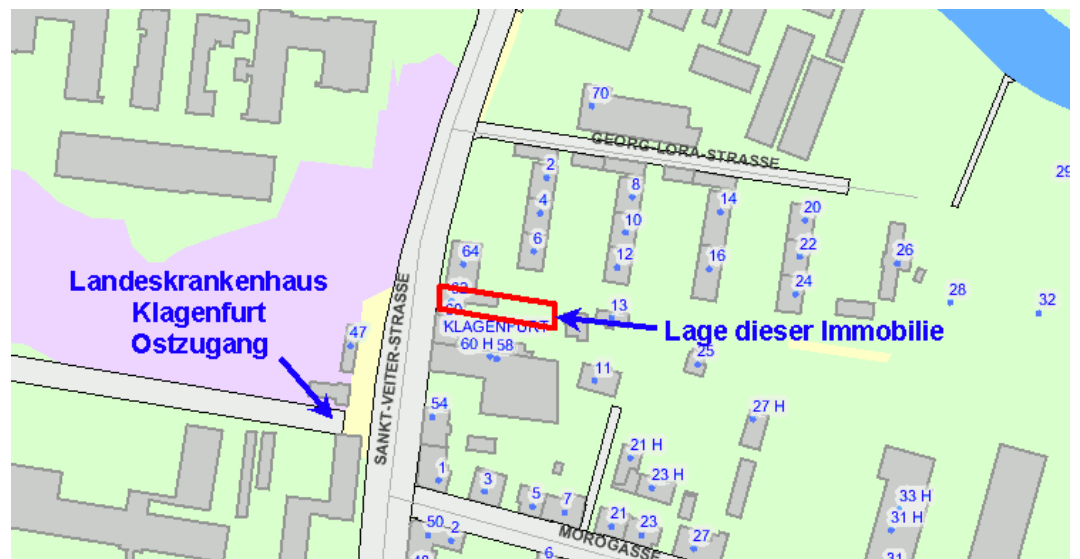 70
GEORG-LORA-STRASSE
29
2
8
14
20
4
10
22
6
12
16
24
26
64
28
32
62
60
13
Landeskrankenhaus
Klagenfurt
Ostzugang
SANKT-VEITER-STRASSE
KLAGENFURT
Lage dieser Immobilie
47
60 H
58
25
11
54
27 H
21 H
1
3
23 H
5
7
33 H
31 H
21
23
50
2
MOROGASSE
27
6
31